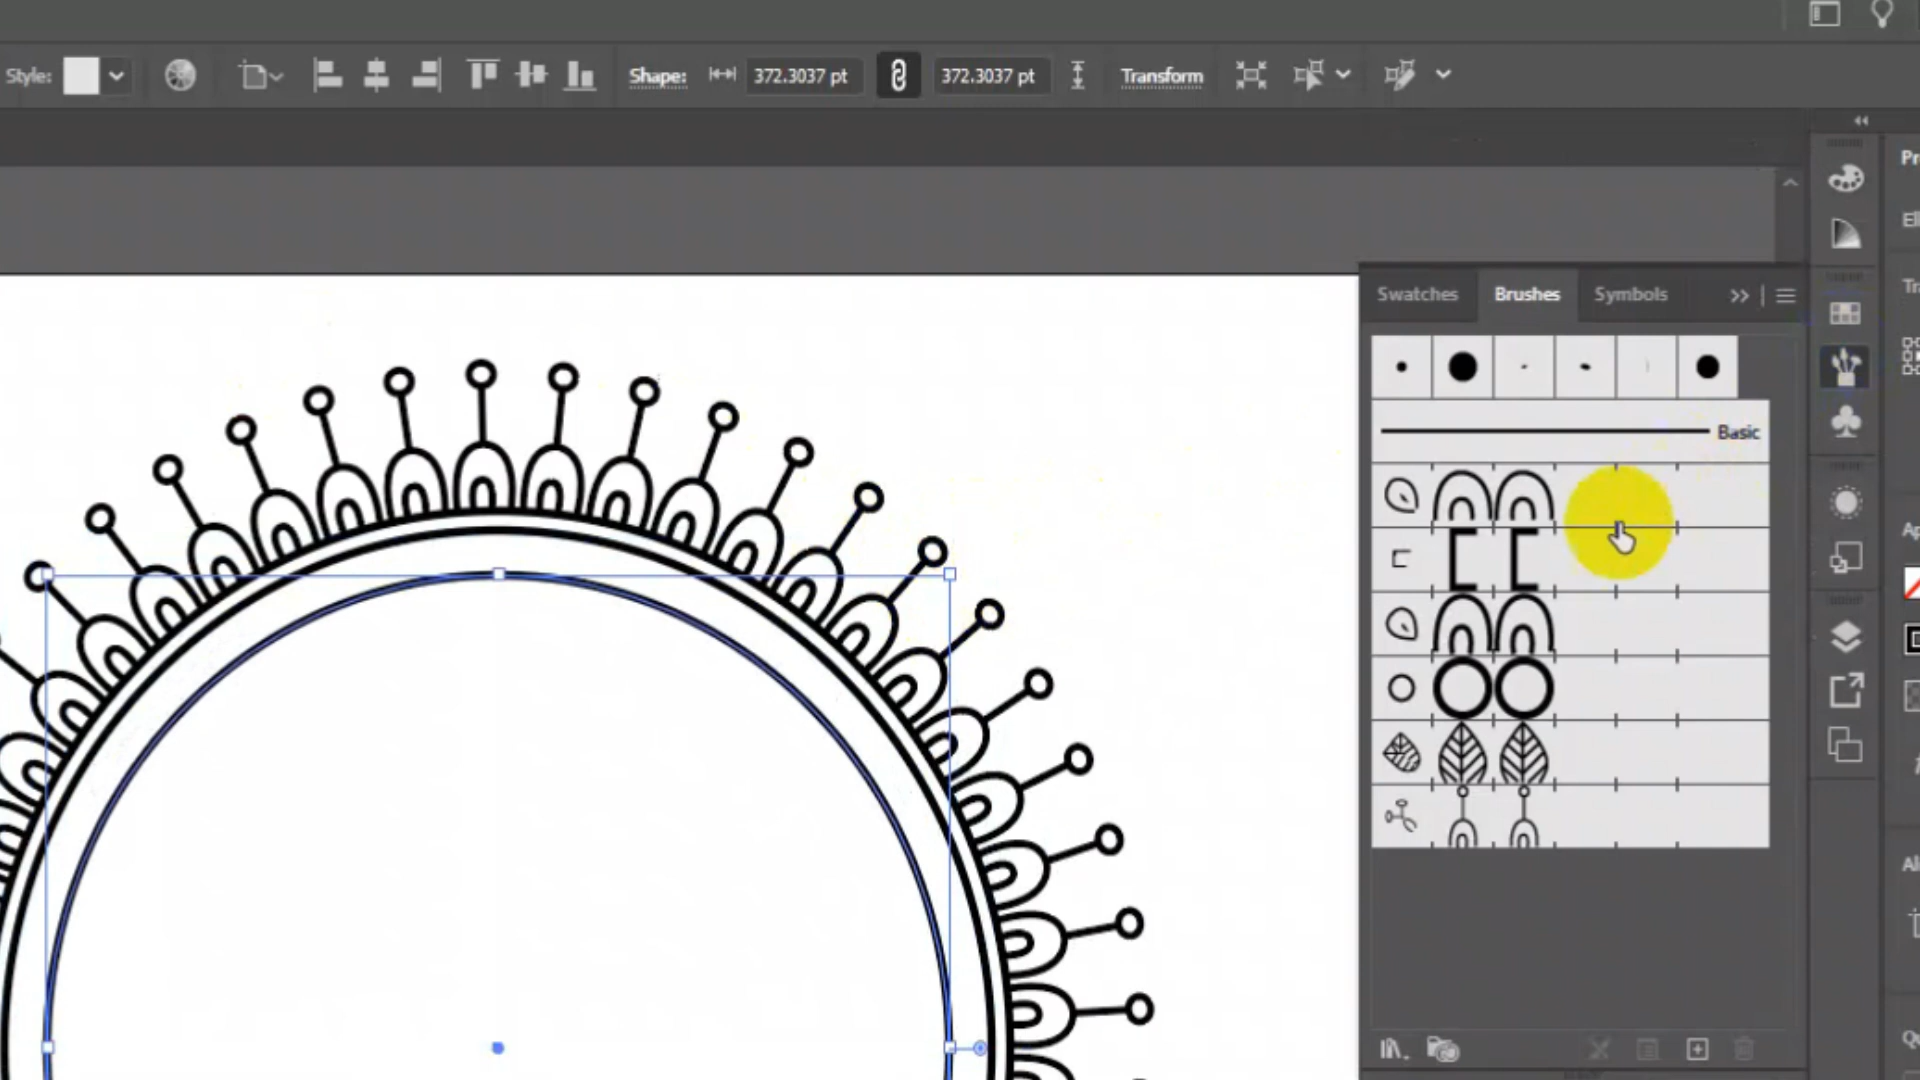 Style:
Shape: 372.3037 pt 372.3037 pt Transform
Swatches Brushes Symbols
Basic